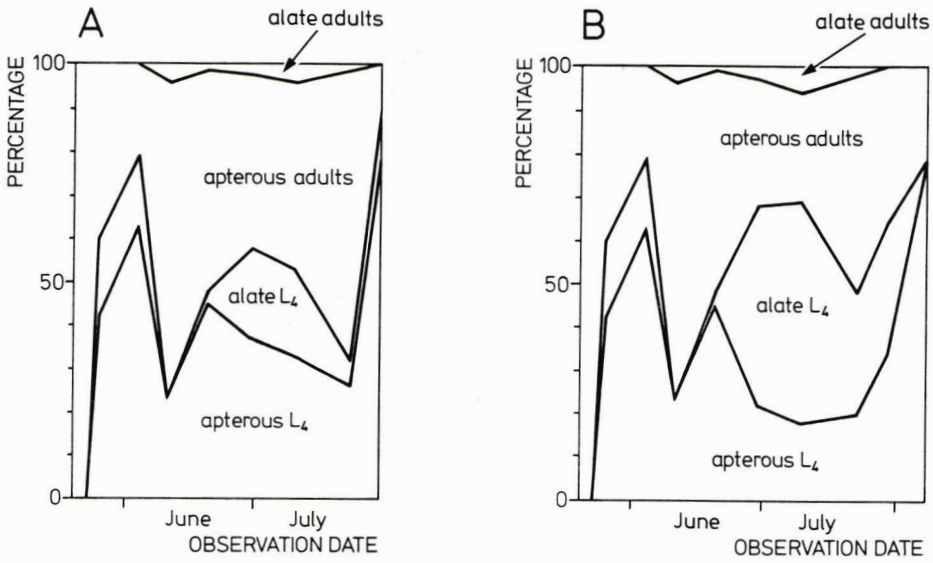 A
alate adults
100
PERCENTAGE
apterous adults
50
alate L₄
apterous L₄
0
June July
OBSERVATION DATE
B
alate adults
100
PERCENTAGE
apterous adults
50
alate L₄
apterous L₄
0
June July
OBSERVATION DATE